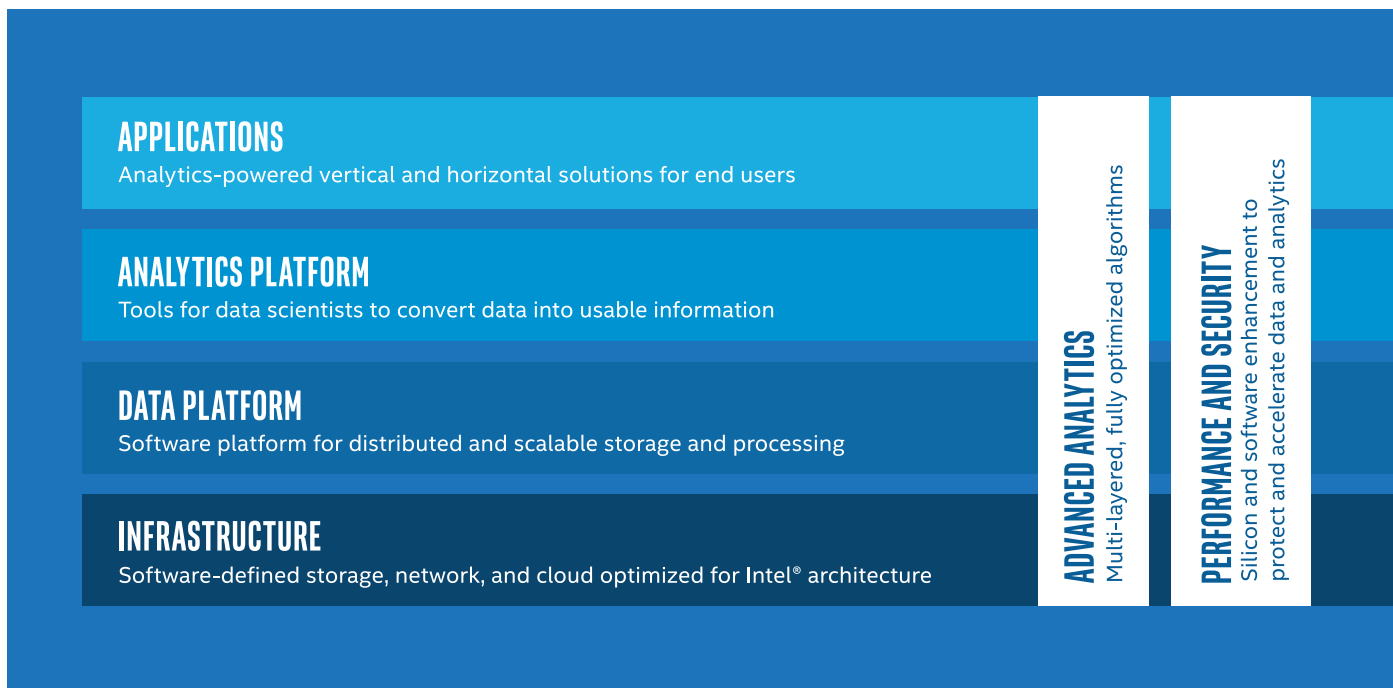 APPLICATIONS
Analytics-powered vertical and horizontal solutions for end users
ANALYTICS PLATFORM
Tools for data scientists to convert data into usable information
DATA PLATFORM
Software platform for distributed and scalable storage and processing
INFRASTRUCTURE
Software-defined storage, network, and cloud optimized for Intel® architecture
ADVANCED ANALYTICS
Multi-layered, fully optimized algorithms
PERFORMANCE AND SECURITY
Silicon and software enhancement to
protect and accelerate data and analytics